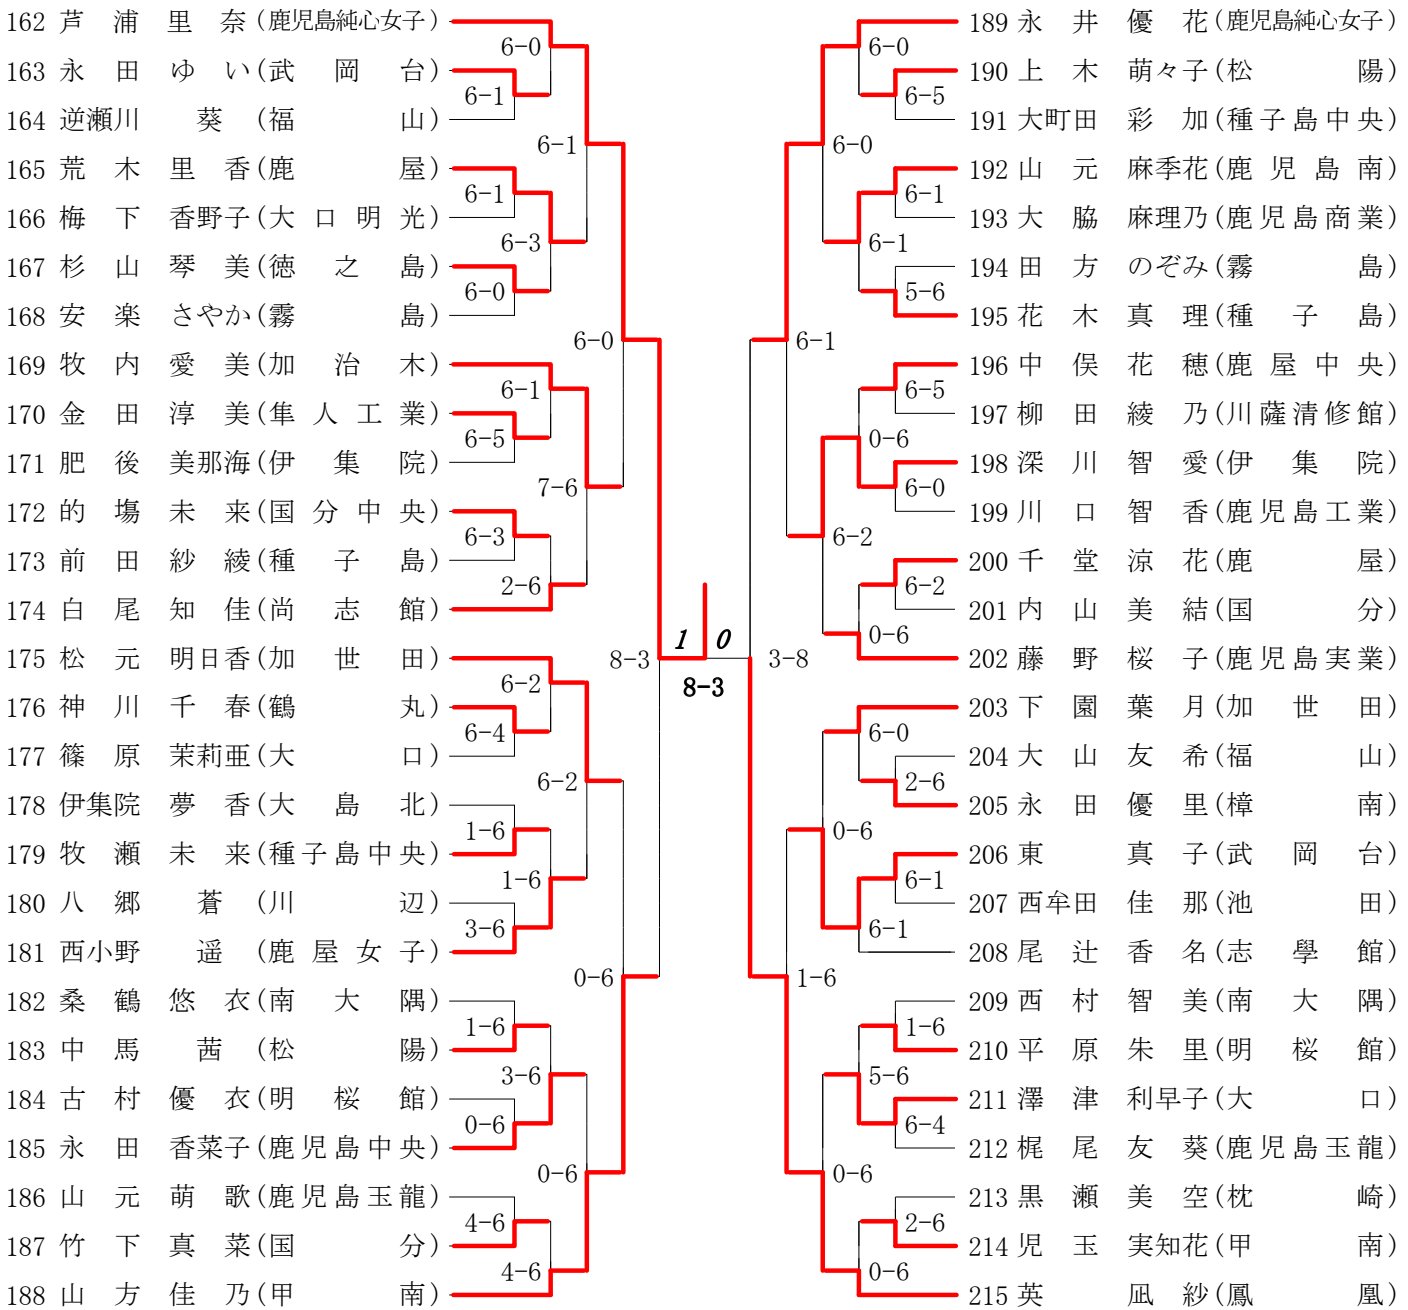 162 芦浦里奈(鹿児島純心女子)
163 永田ゆい(武岡台)
164 逆瀬川葵(福山)
165 荒木里香(鹿屋)
166 梅下香野子(大口明光)
167 杉山琴美(徳之島)
168 安楽さやか(霧島)
169 牧内愛美(加治木)
170 金田淳美(隼人工業)
171 肥後美那海(伊集院)
172 的場未来(国分中央)
173 前田紗綾(種子島)
174 白尾知佳(尚志館)
175 松元明日香(加世田)
176 神川千春(鶴丸)
177 篠原茉莉亜(大口)
178 伊集院夢香(大島北)
179 牧瀬未来(種子島中央)
180 八郷蒼(川辺)
181 西小野遥(鹿屋女子)
182 桑鶴悠衣(南大隅)
183 中馬茜(松陽)
184 古村優衣(明桜館)
185 永田香菜子(鹿児島中央)
186 山元萌歌(鹿児島玉龍)
187 竹下真菜(国分)
188 山方佳乃(甲南)
6-0
6-1
6-1
6-1
6-3
6-0
6-0
6-1
6-5
7-6
6-3
2-6
8-3
6-2
6-4
6-2
1-6
1-6
3-6
0-6
1-6
3-6
0-6
0-6
4-6
4-6
1 0
8-3
6-0
6-5
6-0
6-1
6-1
5-6
6-1
6-5
0-6
6-0
6-2
6-2
0-6
3-8
6-0
2-6
0-6
6-1
6-1
1-6
1-6
5-6
6-4
0-6
2-6
0-6
189 永井優花(鹿児島純心女子)
190 上木萌々子(松陽)
191 大町田彩加(種子島中央)
192 山元麻季花(鹿児島南)
193 大脇麻理乃(鹿児島商業)
194 田方のぞみ(霧島)
195 花木真理(種子島)
196 中俣花穂(鹿屋中央)
197 柳田綾乃(川薩清修館)
198 深川智愛(伊集院)
199 川口智香(鹿児島工業)
200 千堂涼花(鹿屋)
201 内山美結(国分)
202 藤野桜子(鹿児島実業)
203 下園葉月(加世田)
204 大山友希(福山)
205 永田優里(樟南)
206 東真子(武岡台)
207 西牟田佳那(池田)
208 尾辻香名(志學館)
209 西村智美(南大隅)
210 平原朱里(明桜館)
211 澤津利早子(大口)
212 梶尾友葵(鹿児島玉龍)
213 黒瀬美空(枕崎)
214 児玉実知花(甲南)
215 英凪紗(鳳凰)